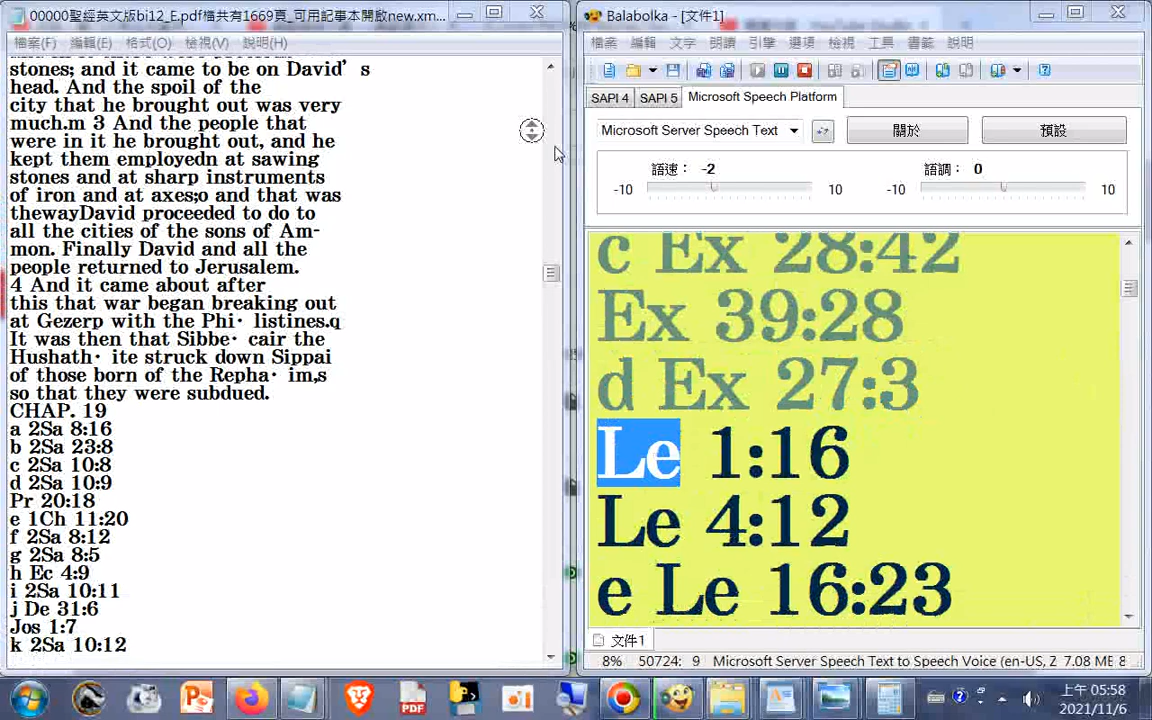 00000聖經英文版bi12_E.pdf檔共有1669頁_可用記事本開啟new.xm...
檔案(F) 編輯(E) 格式(O) 檢視(V) 說明(H)
stones; and it came to be on David's
head. And the spoil of the
city that he brought out was very
much.m 3 And the people that
were in it he brought out, and he
kept them employedn at sawing
stones and at sharp instruments
of iron and at axes;o and that was
thewayDavid proceeded to do to
all the cities of the sons of Am-
mon. Finally David and all the
people returned to Jerusalem.
4 And it came about after
this that war began breaking out
at Gezerp with the Phi·listines.q
It was then that Sibbe·cair the
Hushath·ite struck down Sippai
of those born of the Repha·im,s
so that they were subdued.
CHAP. 19
a 2Sa 8:16
b 2Sa 23:8
c 2Sa 10:8
d 2Sa 10:9
Pr 20:18
e 1Ch 11:20
f 2Sa 8:12
g 2Sa 8:5
h Ec 4:9
i 2Sa 10:11
j De 31:6
Jos 1:7
k 2Sa 10:12
Balabolka - [文件1]
檔案 編輯 文字 朗讀 引擎 選項 檢視 工具 書籤 說明
SAPI 4 SAPI 5 Microsoft Speech Platform
Microsoft Server Speech Text 關於 預設
語速： -2 語調： 0
-10 10 -10 10
c Ex 28:42
Ex 39:28
d Ex 27:3
Le 1:16
Le 4:12
e Le 16:23
文件1
8% 50724: 9 Microsoft Server Speech Text to Speech Voice (en-US, Z 7.08 ME 8
上午 05:58
2021/11/6